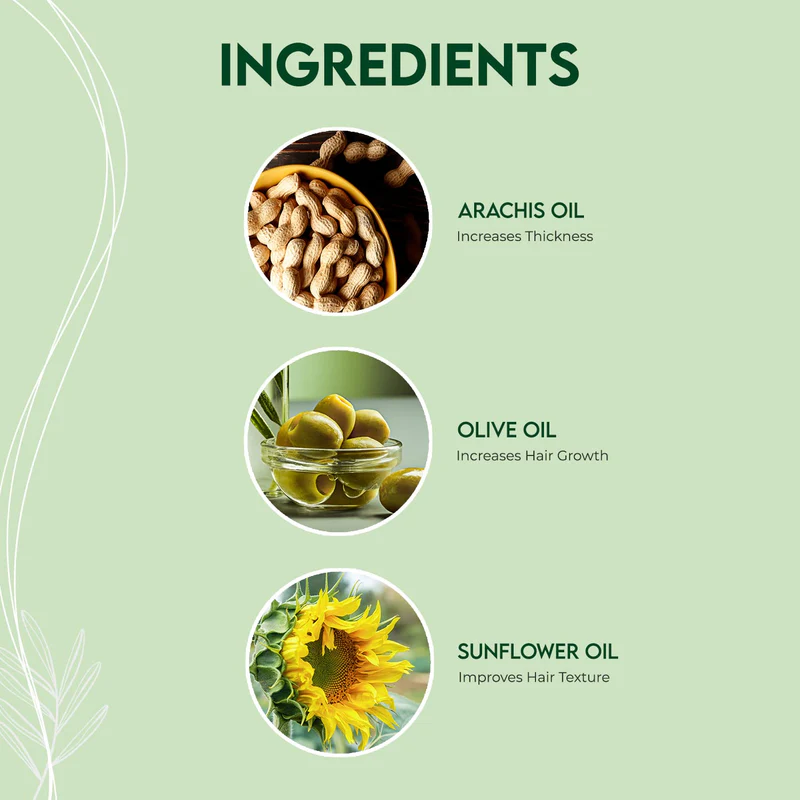 INGREDIENTS
ARACHIS OIL
Increases Thickness
OLIVE OIL
Increases Hair Growth
SUNFLOWER OIL
Improves Hair Texture